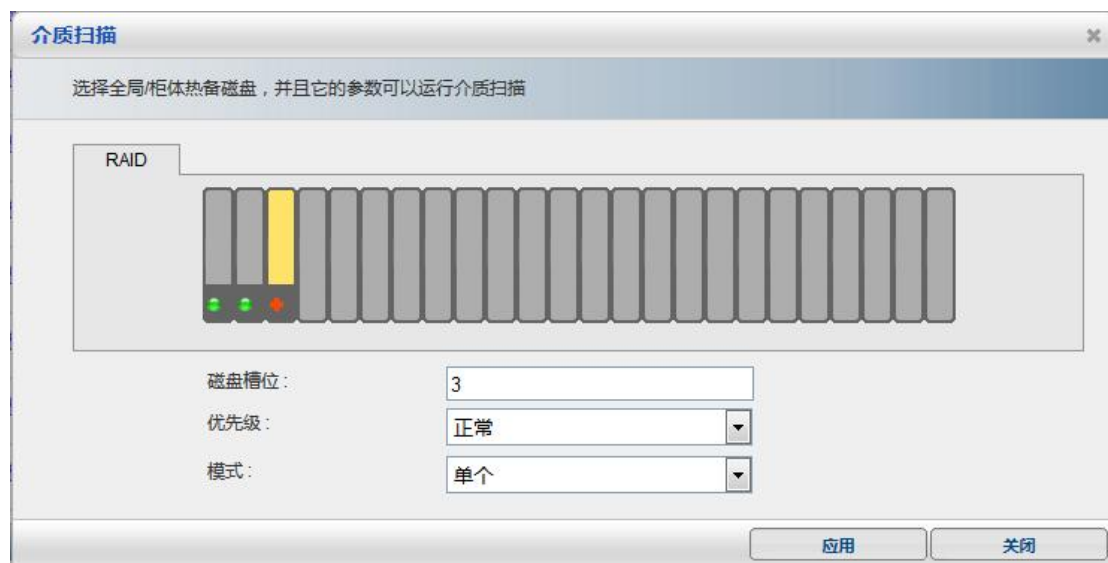 介质扫描
选择全局/柜体热备磁盘，并且它的参数可以运行介质扫描
RAID
磁盘槽位： 3
优先级： 正常
模式： 单个
应用 关闭